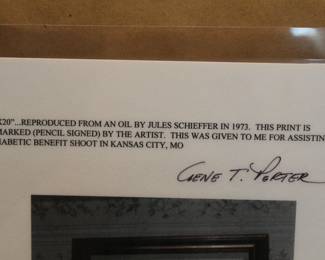 X20"...REPRODUCED FROM AN OIL BY JULES SCHIEFFER IN 1973. THIS PRINT IS
MARKED (PENCIL SIGNED) BY THE ARTIST. THIS WAS GIVEN TO ME FOR ASSISTIN
IABETIC BENEFIT SHOOT IN KANSAS CITY, MO
GENE T. PORTER